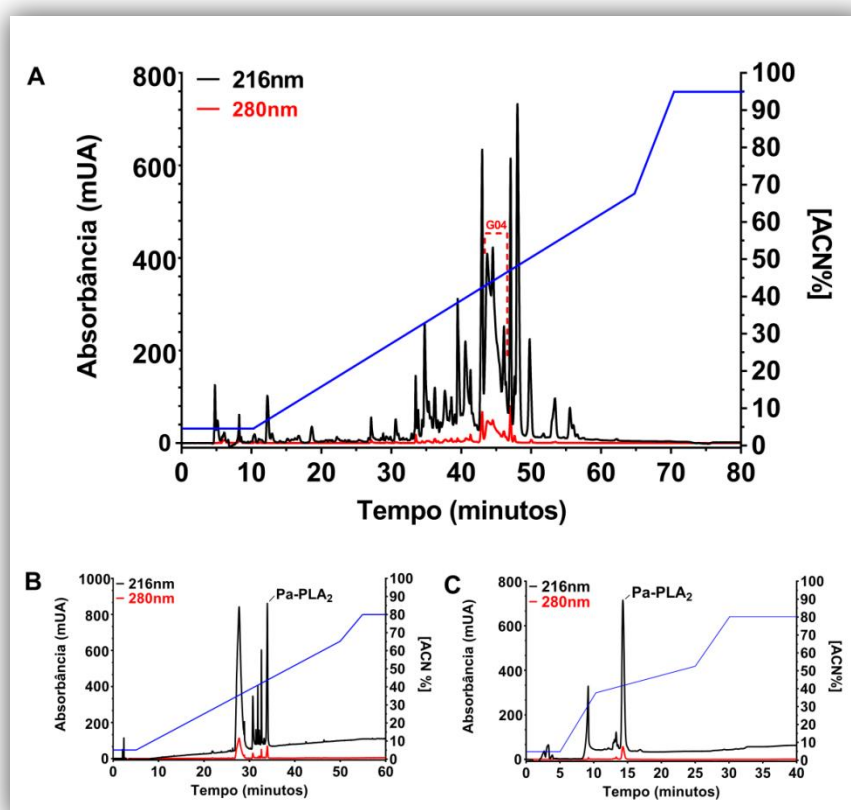 A
216nm
280nm
G04
Absorbância (mUA)
800
600
400
200
0
[ACN%]
100
90
80
70
60
50
40
30
20
10
0
0 10 20 30 40 50 60 70 80
Tempo (minutos)
B
216nm
280nm
Pa-PLA₂
Absorbância (mUA)
1000
800
600
400
200
0
[ACN %]
100
90
80
70
60
50
40
30
20
10
0
0 10 20 30 40 50 60
Tempo (minutos)
C
216nm
280nm
Pa-PLA₂
Absorbância (mUA)
800
600
400
200
0
[ACN%]
100
90
80
70
60
50
40
30
20
10
0
0 5 10 15 20 25 30 35 40
Tempo (minutos)